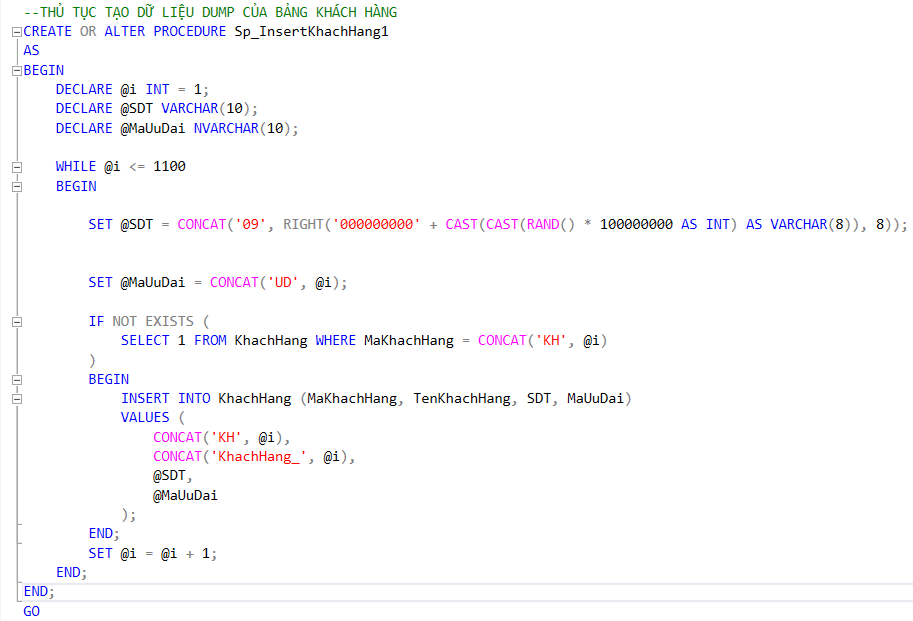 --THỦ TỤC TẠO DỮ LIỆU DUMP CỦA BẢNG KHÁCH HÀNG
CREATE OR ALTER PROCEDURE Sp_InsertKhachHang1
AS
BEGIN
    DECLARE @i INT = 1;
    DECLARE @SDT VARCHAR(10);
    DECLARE @MaUuDai NVARCHAR(10);

    WHILE @i <= 1100
    BEGIN

        SET @SDT = CONCAT('09', RIGHT('000000000' + CAST(CAST(RAND() * 100000000 AS INT) AS VARCHAR(8)), 8));


        SET @MaUuDai = CONCAT('UD', @i);

        IF NOT EXISTS (
            SELECT 1 FROM KhachHang WHERE MaKhachHang = CONCAT('KH', @i)
        )
        BEGIN
            INSERT INTO KhachHang (MaKhachHang, TenKhachHang, SDT, MaUuDai)
            VALUES (
                CONCAT('KH', @i),
                CONCAT('KhachHang_', @i),
                @SDT,
                @MaUuDai
            );
        END;
        SET @i = @i + 1;
    END;
END;
GO